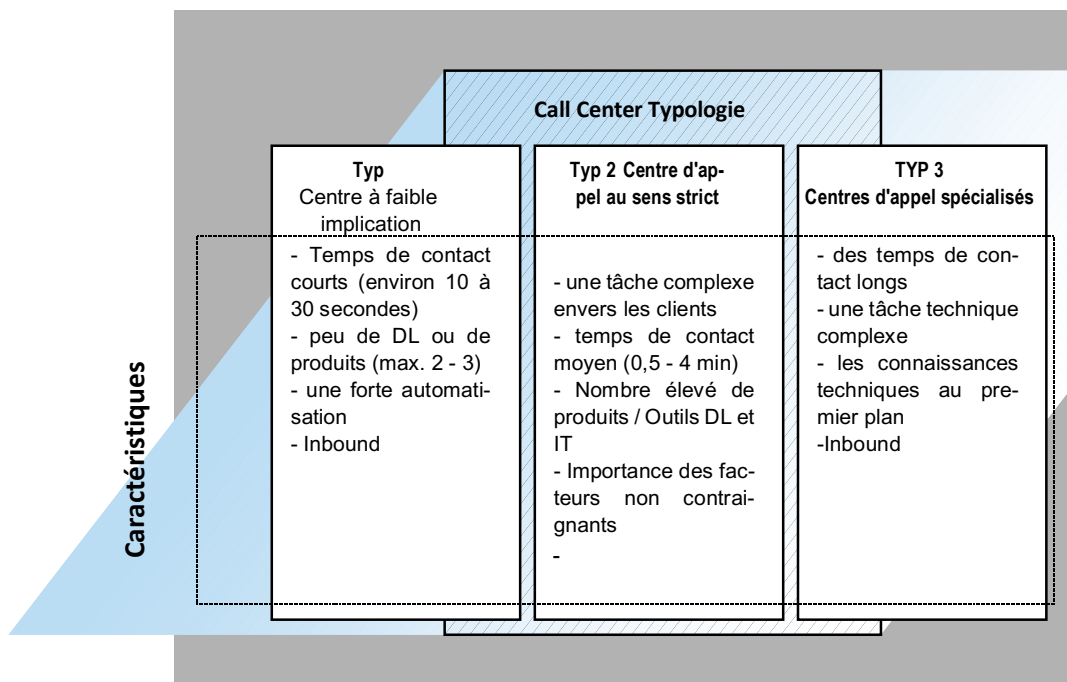 Call Center Typologie
Typ
Centre à faible
implication
- Temps de contact
courts (environ 10 à
30 secondes)
- peu de DL ou de
produits (max. 2 - 3)
- une forte automati-
sation
- Inbound
Typ 2 Centre d'ap-
pel au sens strict
- une tâche complexe
envers les clients
- temps de contact
moyen (0,5 - 4 min)
- Nombre élevé de
produits / Outils DL et
IT
- Importance des fac-
teurs non contrai-
gnants
-
TYP 3
Centres d'appel spécialisés
- des temps de con-
tact longs
- une tâche technique
complexe
- les connaissances
techniques au pre-
mier plan
-Inbound
Caractéristiques